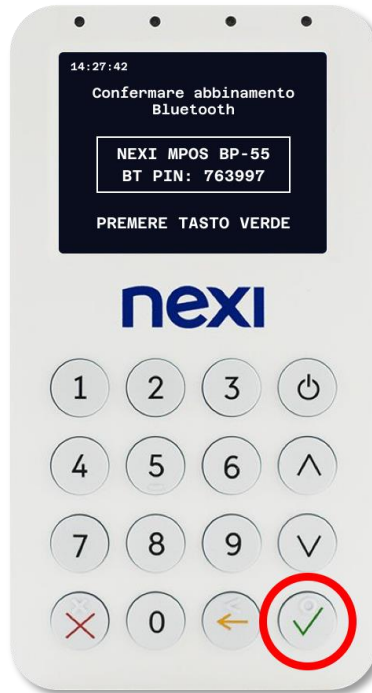 14:27:42
Confermare abbinamento
Bluetooth
NEXI MPOS BP-55
BT PIN: 763997
PREMERE TASTO VERDE
nexi
1 2 3
4 5 6
7 8 9
0